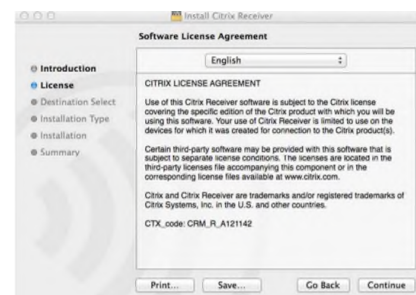 Install Citrix Receiver
Software License Agreement
English
Introduction
License
Destination Select
Installation Type
Installation
Summary
CITRIX LICENSE AGREEMENT
Use of this Citrix Receiver software is subject to the Citrix license
covering the specific edition of the Citrix product with which you will be
using this software. Your use of Citrix Receiver is limited to use on the
devices for which it was created for connection to the Citrix product(s).
Certain third-party software may be provided with this software that is
subject to separate license conditions. The licenses are located in the
third-party licenses file accompanying this component or in the
corresponding license files available at www.citrix.com.
Citrix and Citrix Receiver are trademarks and/or registered trademarks of
Citrix Systems, Inc. in the U.S. and other countries.
CTX_code: CRM_R_A121142
Print... Save... Go Back Continue